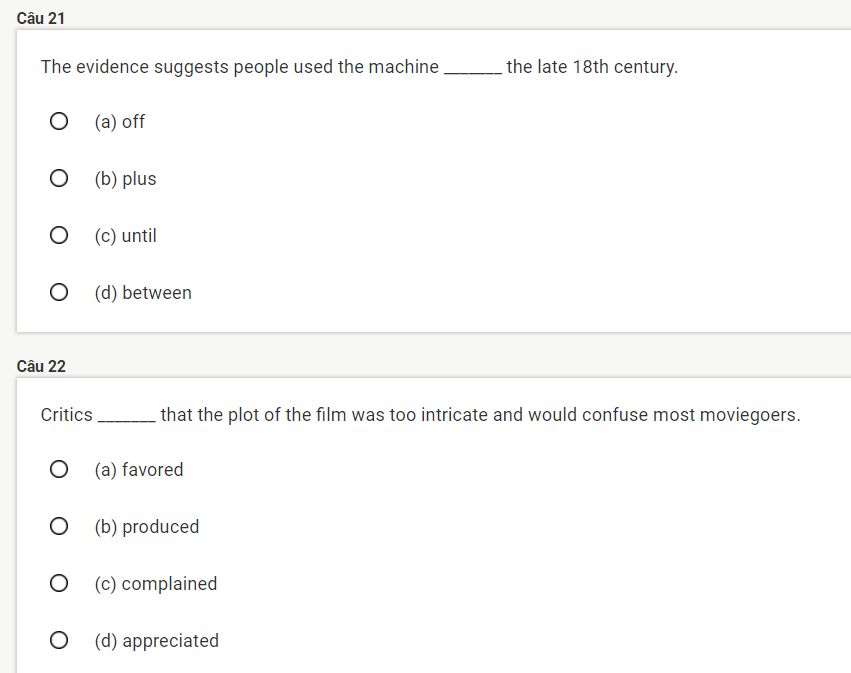 Câu 21
The evidence suggests people used the machine _______ the late 18th century.
(a) off
(b) plus
(c) until
(d) between
Câu 22
Critics _______ that the plot of the film was too intricate and would confuse most moviegoers.
(a) favored
(b) produced
(c) complained
(d) appreciated